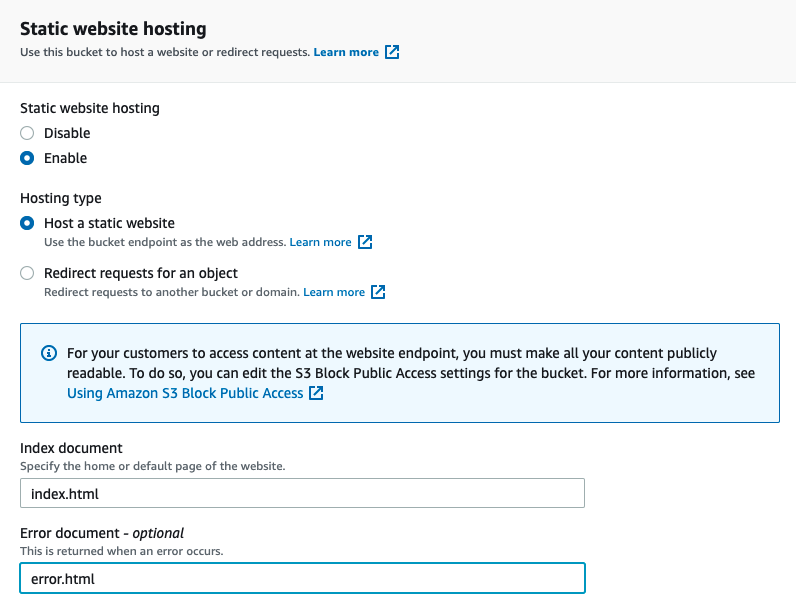 Static website hosting
Use this bucket to host a website or redirect requests. Learn more
Static website hosting
Disable
Enable
Hosting type
Host a static website
Use the bucket endpoint as the web address. Learn more
Redirect requests for an object
Redirect requests to another bucket or domain. Learn more
For your customers to access content at the website endpoint, you must make all your content publicly
readable. To do so, you can edit the S3 Block Public Access settings for the bucket. For more information, see
Using Amazon S3 Block Public Access
Index document
Specify the home or default page of the website.
index.html
Error document - optional
This is returned when an error occurs.
error.html